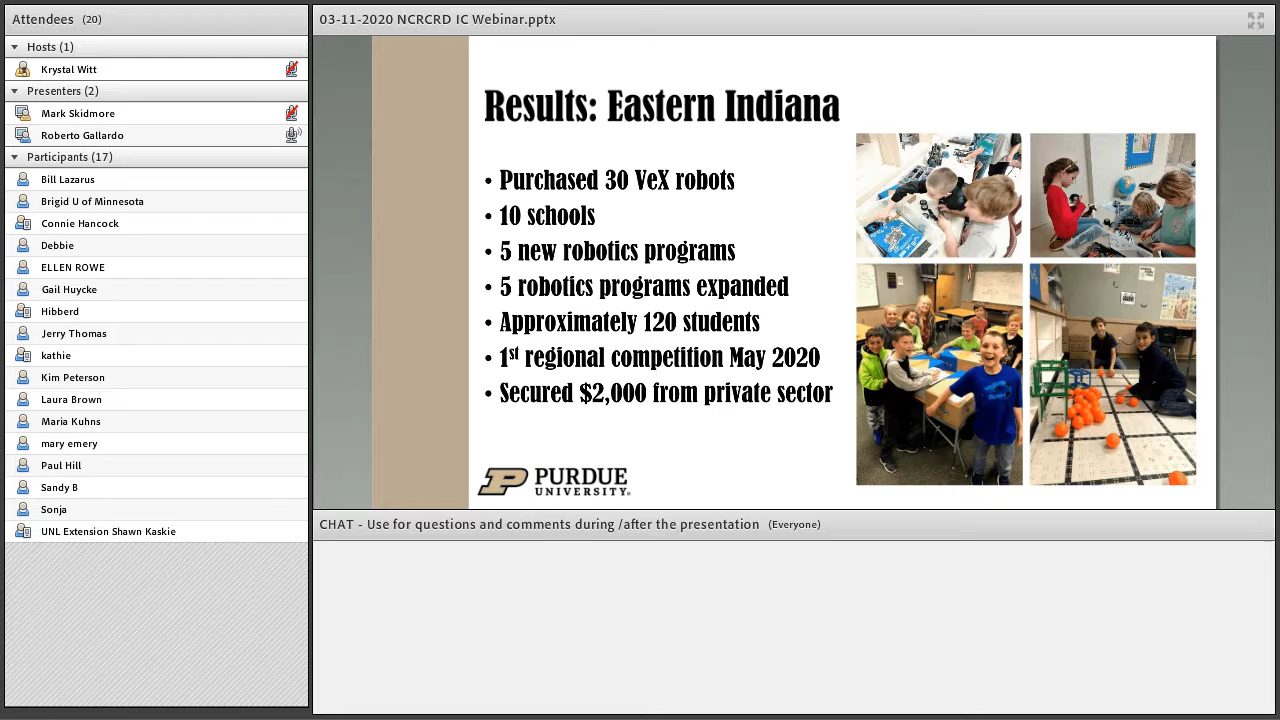 Attendees (20)
Hosts (1)
Krystal Witt
Presenters (2)
Mark Skidmore
Roberto Gallardo
Participants (17)
Bill Lazarus
Brigid U of Minnesota
Connie Hancock
Debbie
ELLEN ROWE
Gail Huycke
Hibberd
Jerry Thomas
kathie
Kim Peterson
Laura Brown
Maria Kuhns
mary emery
Paul Hill
Sandy B
Sonja
UNL Extension Shawn Kaskie
03-11-2020 NCRCRD IC Webinar.pptx
Results: Eastern Indiana
• Purchased 30 VeX robots
• 10 schools
• 5 new robotics programs
• 5 robotics programs expanded
• Approximately 120 students
• 1st regional competition May 2020
• Secured $2,000 from private sector
PURDUE
UNIVERSITY®
CHAT - Use for questions and comments during /after the presentation (Everyone)